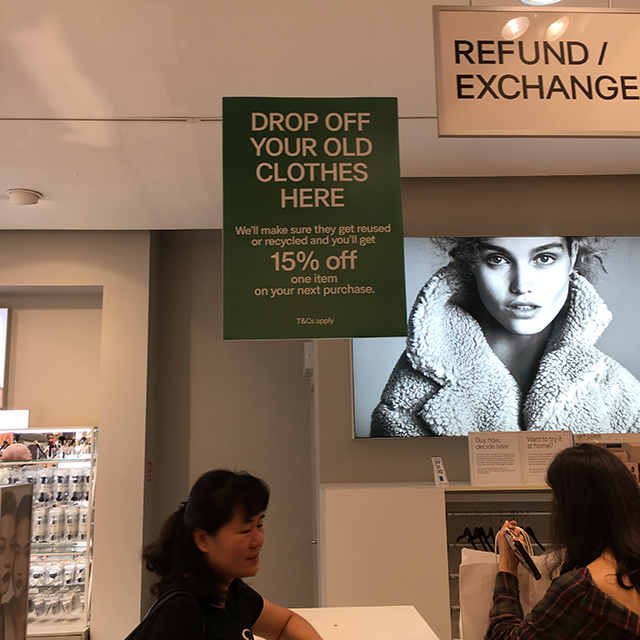 REFUND /
EXCHANGE
DROP OFF
YOUR OLD
CLOTHES
HERE
We'll make sure they get reused
or recycled and you'll get
15% off
one item
on your next purchase.
T&Cs apply
Buy now,
decide later.
Want to try it
at home?
GIFT CARDS